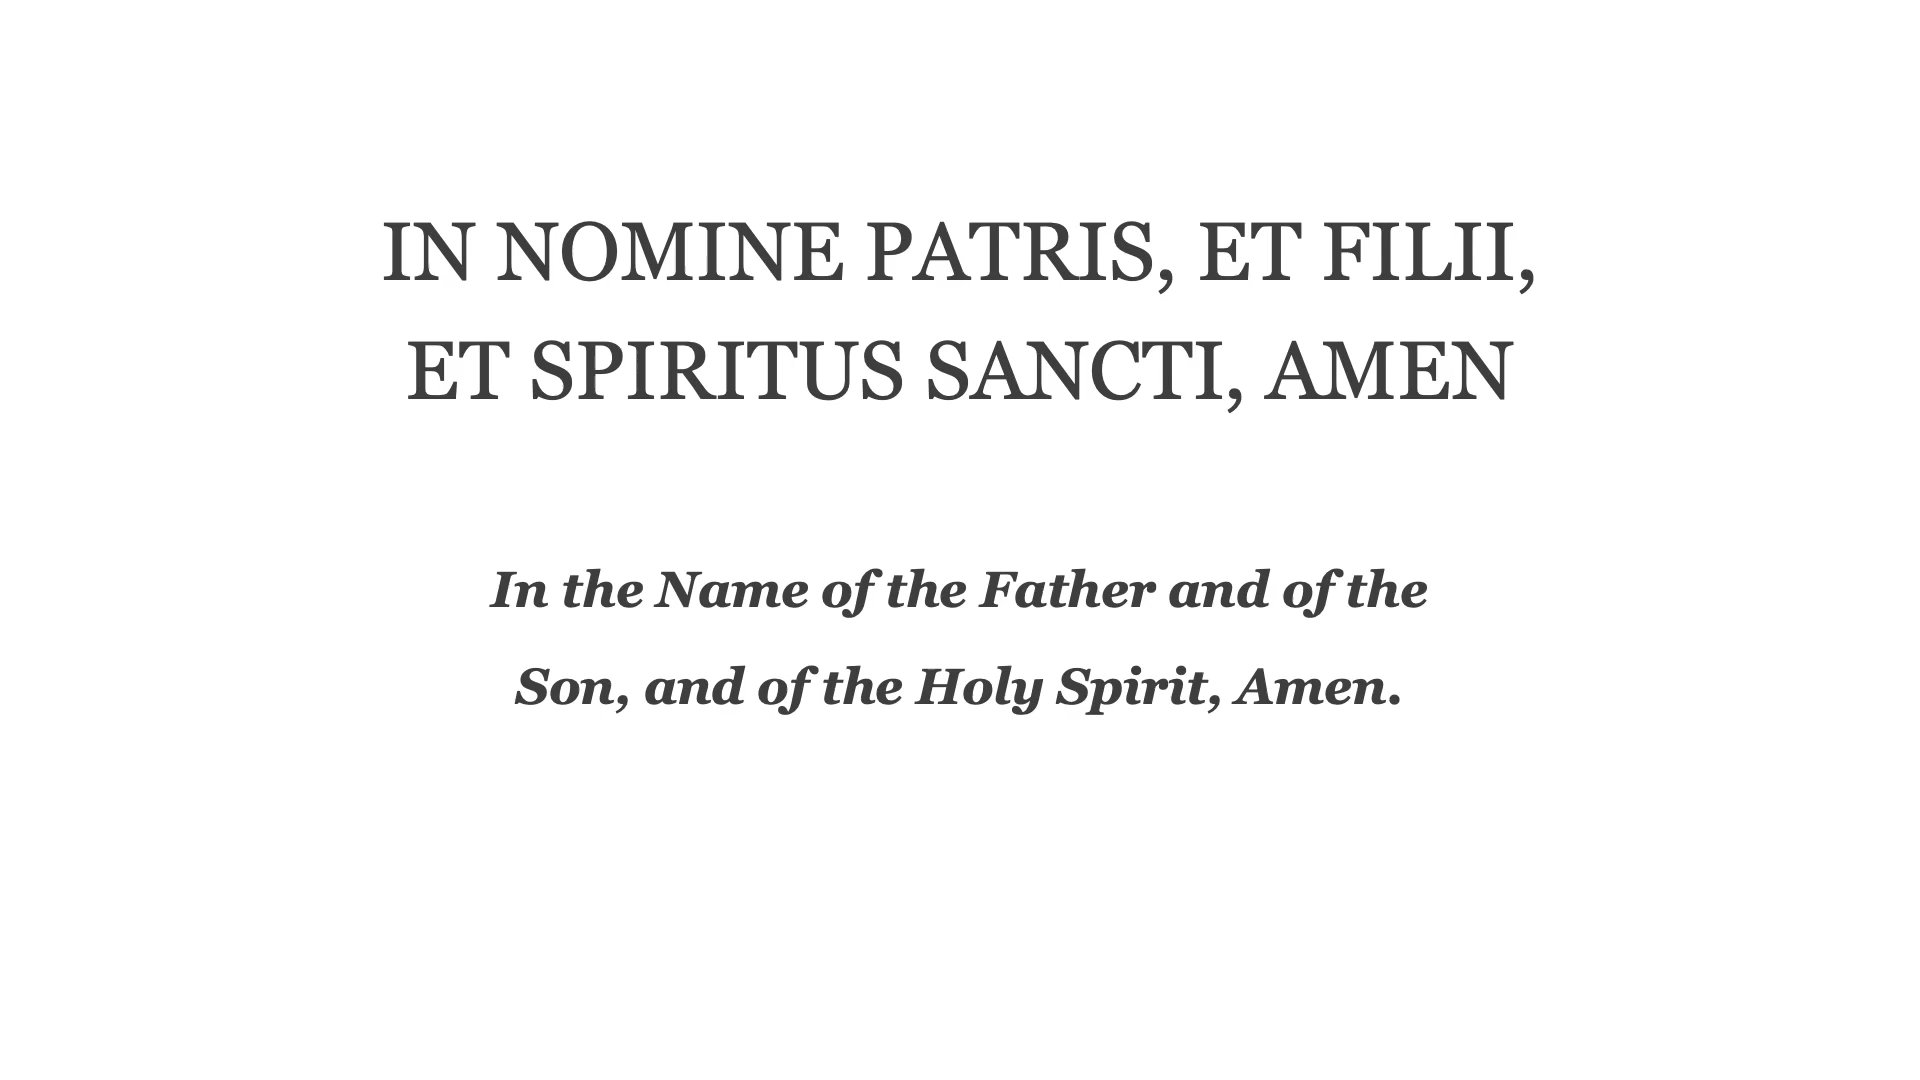 IN NOMINE PATRIS, ET FILII,
ET SPIRITUS SANCTI, AMEN
In the Name of the Father and of the
Son, and of the Holy Spirit, Amen.